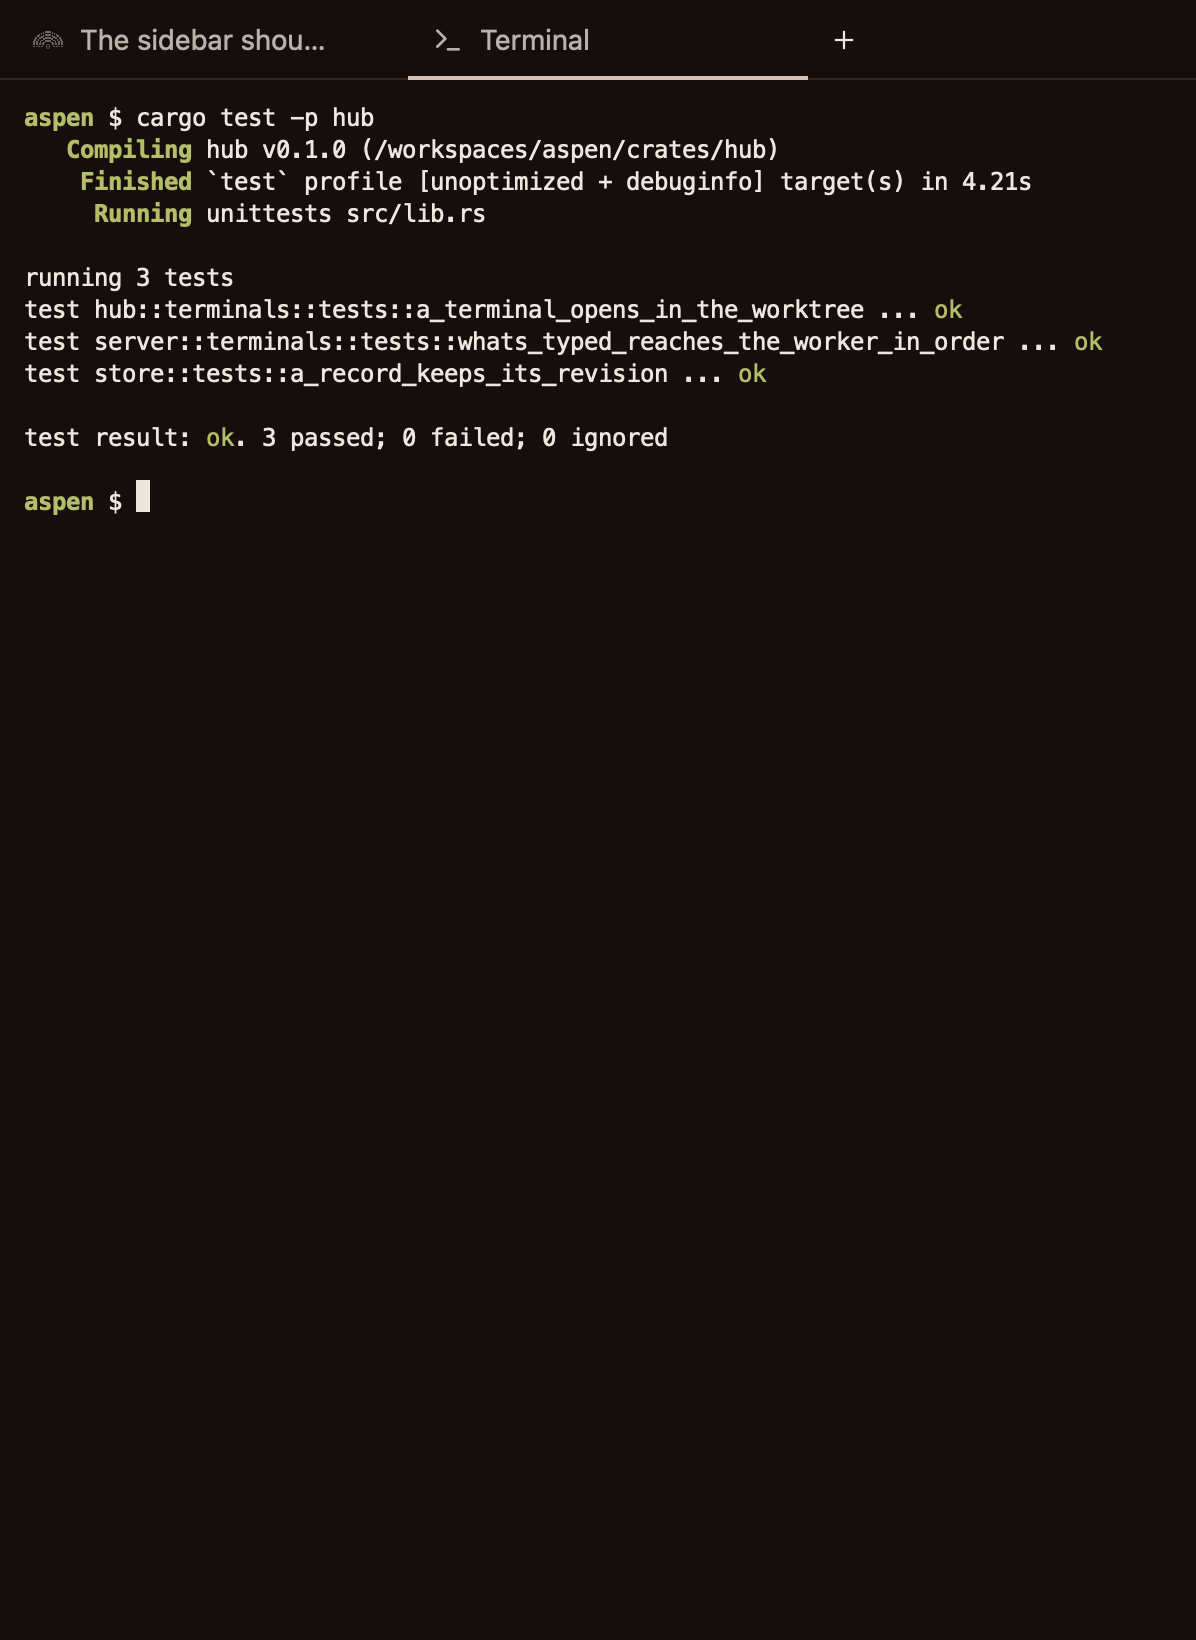 The sidebar shou...
>_ Terminal +
aspen $ cargo test -p hub
Compiling hub v0.1.0 (/workspaces/aspen/crates/hub)
Finished `test` profile [unoptimized + debuginfo] target(s) in 4.21s
Running unittests src/lib.rs
running 3 tests
test hub::terminals::tests::a_terminal_opens_in_the_worktree ... ok
test server::terminals::tests::whats_typed_reaches_the_worker_in_order ... ok
test store::tests::a_record_keeps_its_revision ... ok
test result: ok. 3 passed; 0 failed; 0 ignored
aspen $